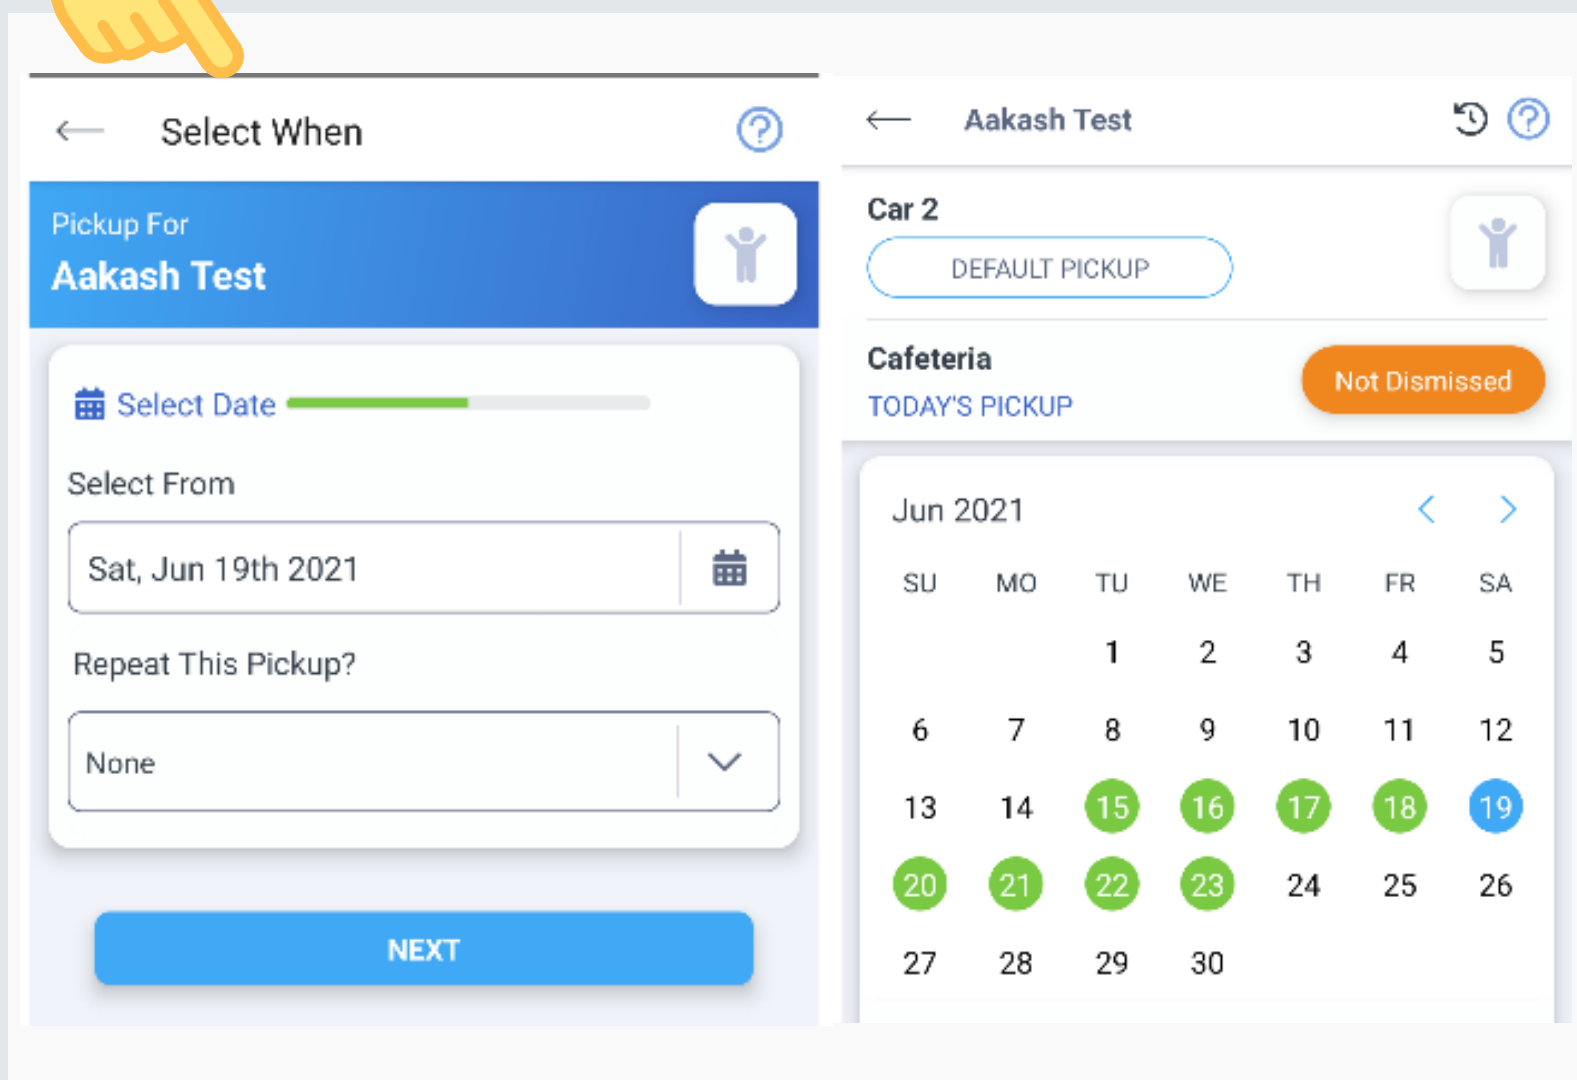 Select When
Pickup For
Aakash Test
Select Date
Select From
Sat, Jun 19th 2021
Repeat This Pickup?
None
NEXT
Aakash Test
Car 2
DEFAULT PICKUP
Cafeteria
TODAY'S PICKUP
Not Dismissed
Jun 2021
SU MO TU WE TH FR SA
1 2 3 4 5
6 7 8 9 10 11 12
13 14 15 16 17 18 19
20 21 22 23 24 25 26
27 28 29 30